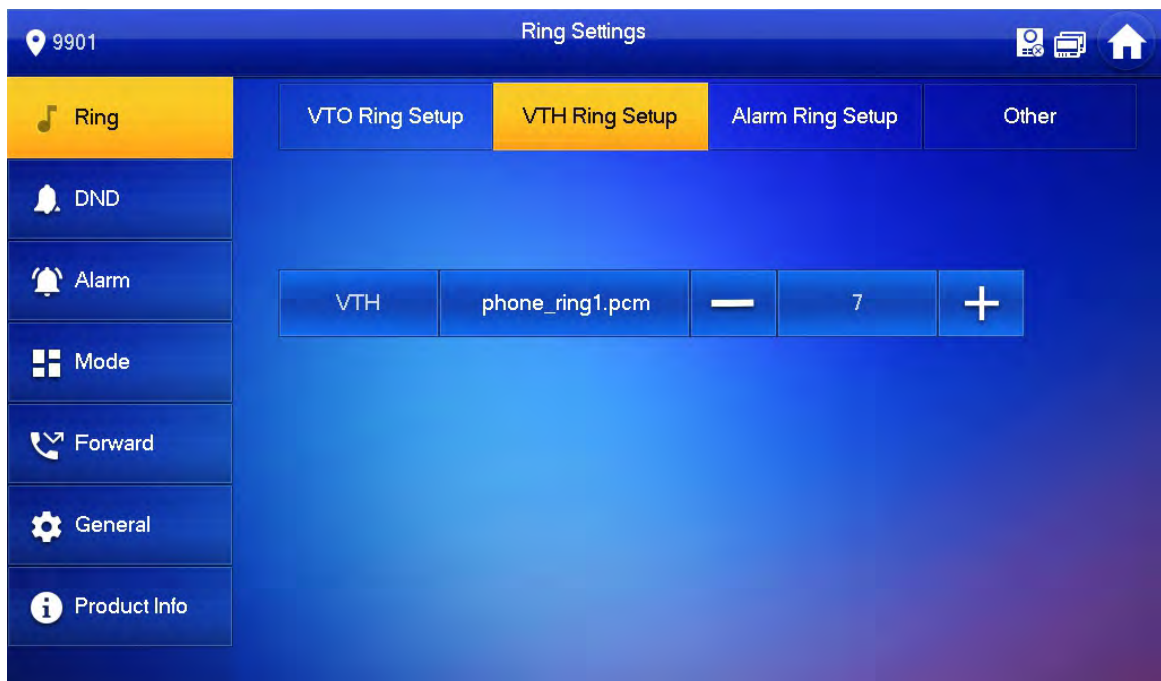 9901
Ring Settings
Ring
VTO Ring Setup
VTH Ring Setup
Alarm Ring Setup
Other
DND
Alarm
VTH
phone_ring1.pcm
7
Mode
Forward
General
Product Info